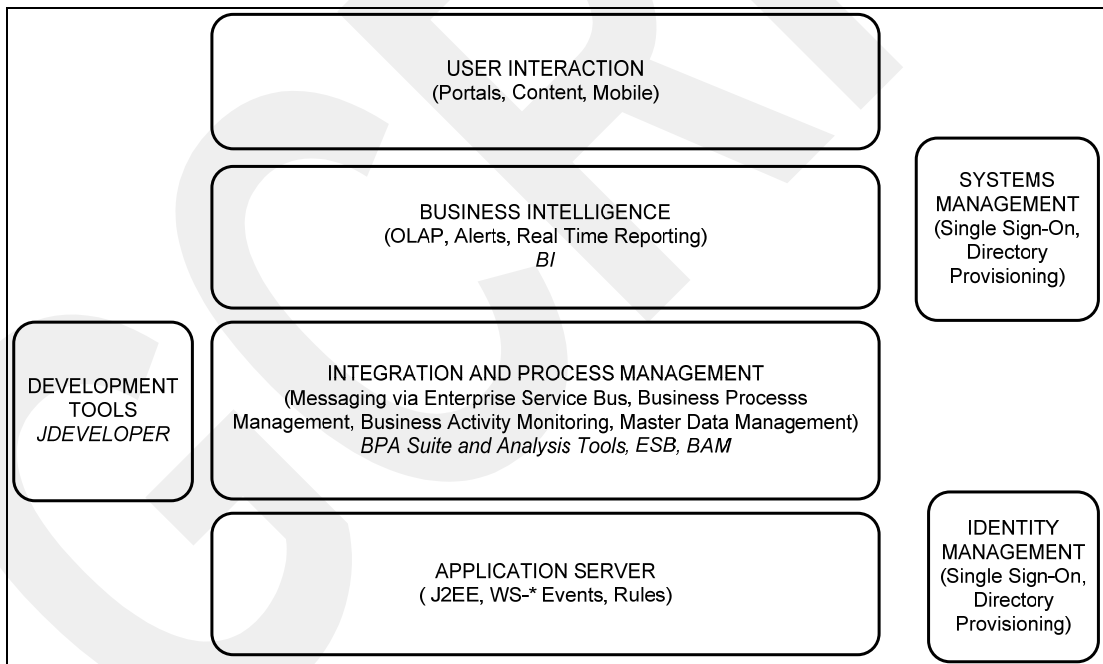 USER INTERACTION
(Portals, Content, Mobile)
BUSINESS INTELLIGENCE
(OLAP, Alerts, Real Time Reporting)
BI
SYSTEMS
MANAGEMENT
(Single Sign-On,
Directory
Provisioning)
DEVELOPMENT
TOOLS
JDEVELOPER
INTEGRATION AND PROCESS MANAGEMENT
(Messaging via Enterprise Service Bus, Business Processs
Management, Business Activity Monitoring, Master Data Management)
BPA Suite and Analysis Tools, ESB, BAM
APPLICATION SERVER
( J2EE, WS-* Events, Rules)
IDENTITY
MANAGEMENT
(Single Sign-On,
Directory
Provisioning)